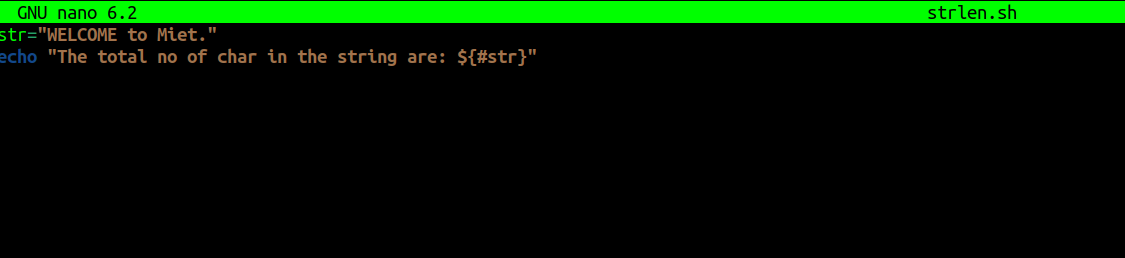 GNU nano 6.2 strlen.sh
str="WELCOME to Miet."
echo "The total no of char in the string are: ${#str}"